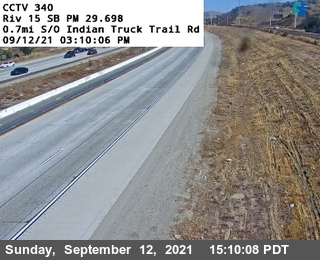 CCTV 340
Riv 15 SB PM 29.698
0.7mi S/O Indian Truck Trail Rd
09/12/21 03:10:06 PM
Sunday, September 12, 2021 15:10:08 PDT